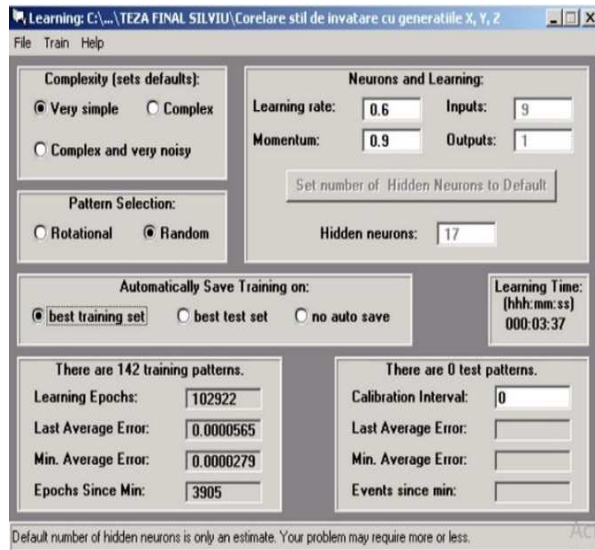 Learning: C:\...\TEZA FINAL SILVIU\Corelare stil de invatare cu generatiile X, Y, Z
File Train Help
Complexity (sets defaults):
Very simple Complex
Complex and very noisy
Pattern Selection:
Rotational Random
Neurons and Learning:
Learning rate: 0.6 Inputs: 9
Momentum: 0.9 Outputs: 1
Set number of Hidden Neurons to Default
Hidden neurons: 17
Automatically Save Training on:
best training set best test set no auto save
Learning Time:
(hhh:mm:ss)
000:03:37
There are 142 training patterns.
Learning Epochs: 102922
Last Average Error: 0.0000565
Min. Average Error: 0.0000279
Epochs Since Min: 3905
There are 0 test patterns.
Calibration Interval: 0
Last Average Error:
Min. Average Error:
Events since min:
Default number of hidden neurons is only an estimate. Your problem may require more or less.